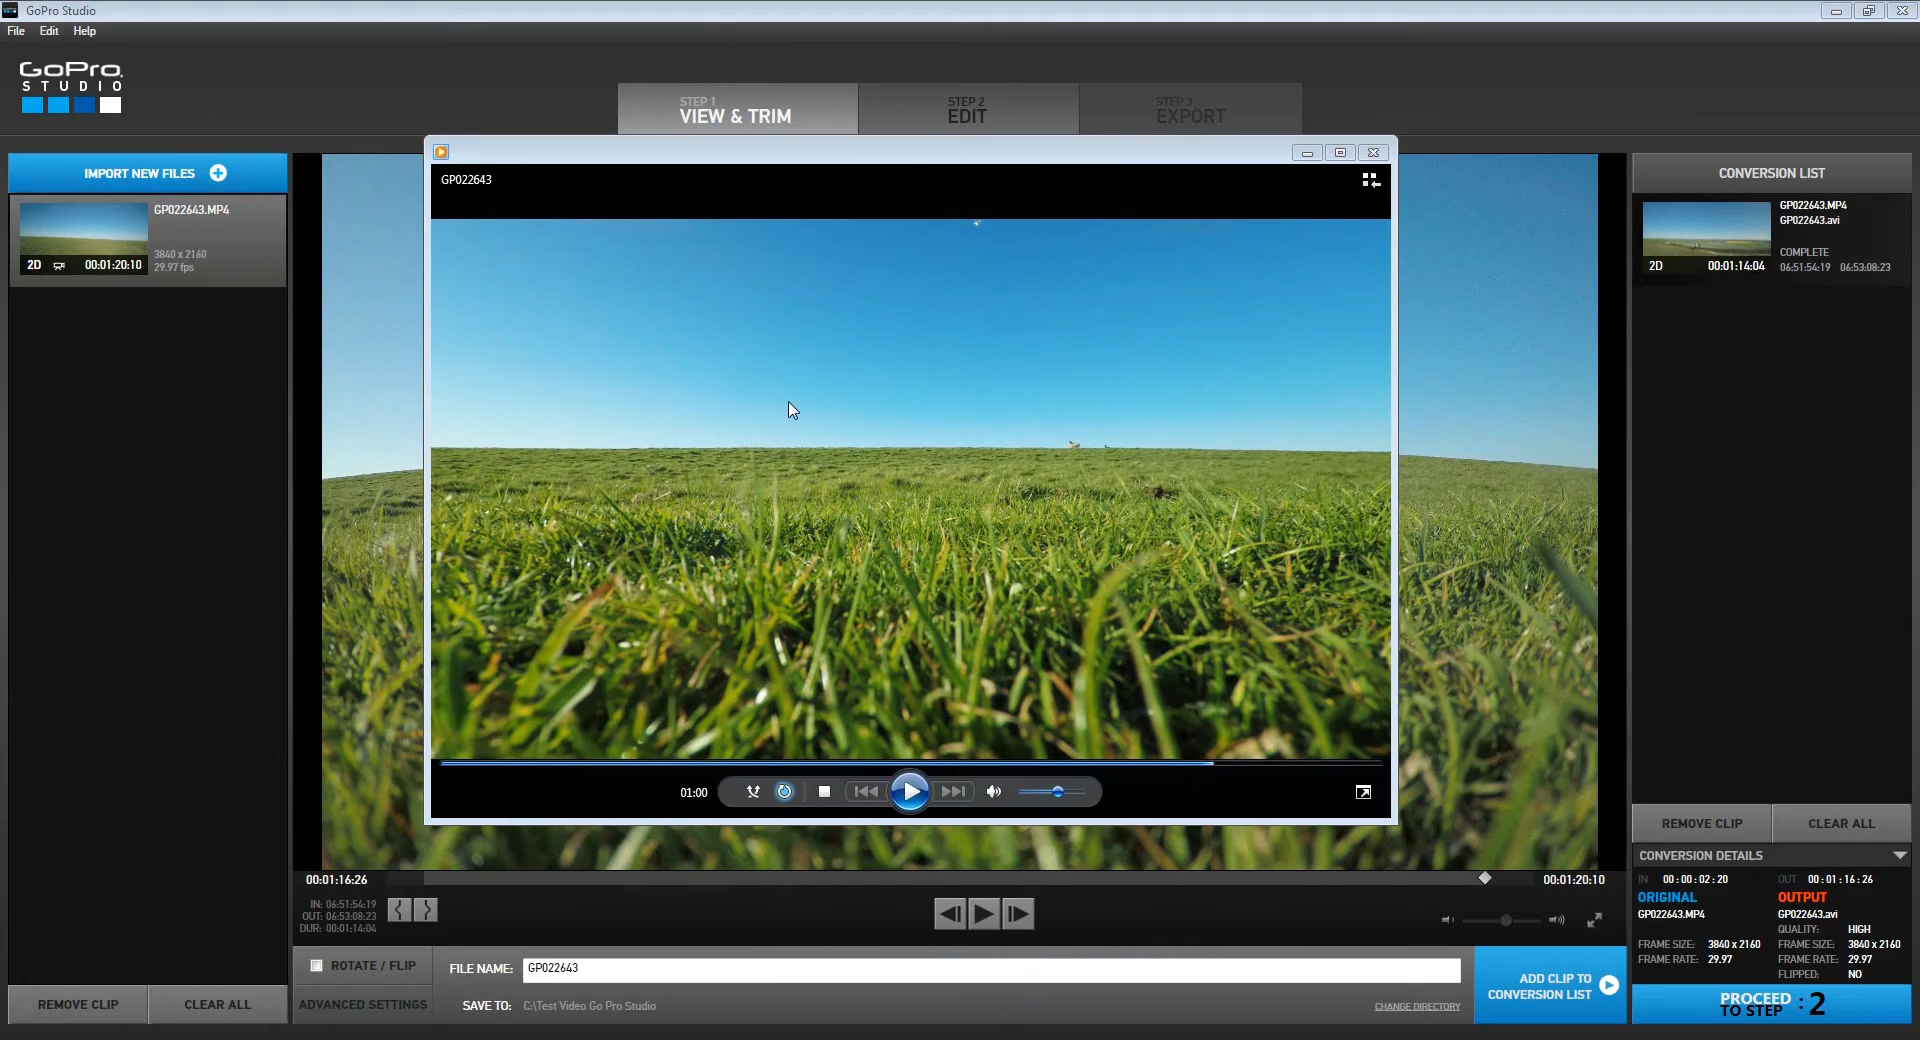 GoPro Studio
File Edit Help
GoPro
STUDIO
STEP 1
VIEW & TRIM
STEP 2
EDIT
STEP 3
EXPORT
IMPORT NEW FILES
GP022643.MP4
3840 x 2160
29.97 fps
2D 00:01:20:10
GP022643
01:00
CONVERSION LIST
GP022643.MP4
GP022643.avi
COMPLETE
06:51:54:19 06:53:08:23
2D 00:01:14:04
00:01:16:26
00:01:20:10
IN: 06:51:54:19
OUT: 06:53:08:23
DUR: 00:01:14:04
ROTATE / FLIP
ADVANCED SETTINGS
FILE NAME: GP022643
SAVE TO: C:\Test Video Go Pro Studio
CHANGE DIRECTORY
ADD CLIP TO
CONVERSION LIST
REMOVE CLIP CLEAR ALL
REMOVE CLIP CLEAR ALL
CONVERSION DETAILS
IN 00:00:02:20 OUT 00:01:16:26
ORIGINAL OUTPUT
GP022643.MP4 GP022643.avi
QUALITY: HIGH
FRAME SIZE: 3840 x 2160 FRAME SIZE: 3840 x 2160
FRAME RATE: 29.97 FRAME RATE: 29.97
FLIPPED: NO
PROCEED
TO STEP : 2